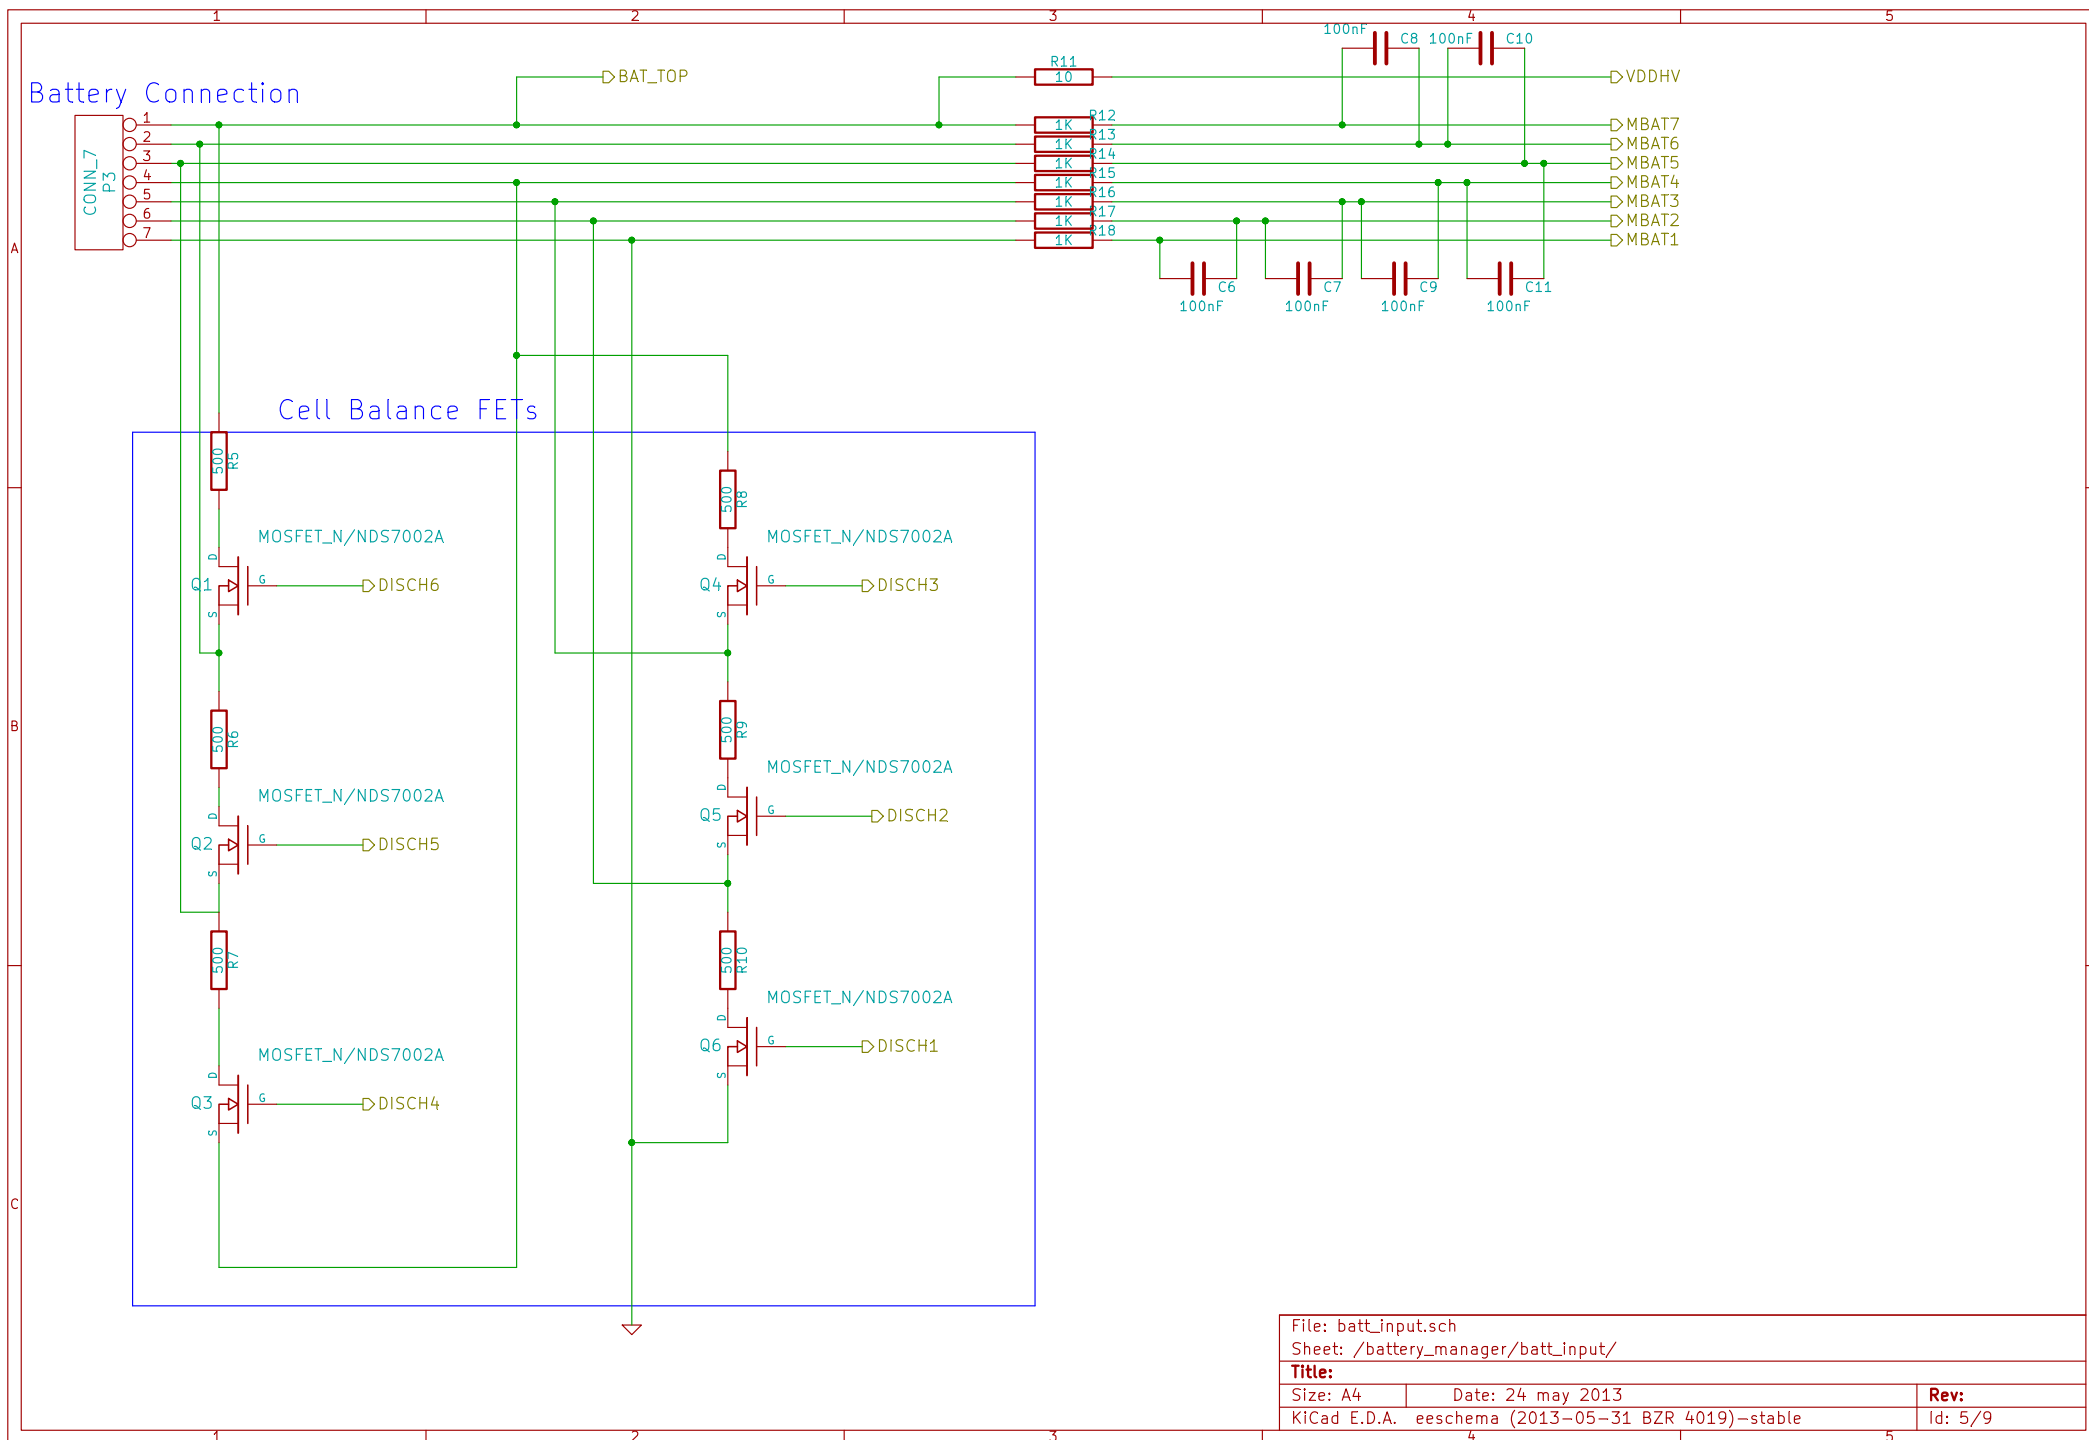 1 2 3 4 5
100nF C8 100nF C10
R11
BAT_TOP 10 VDDHV
Battery Connection
1 R12 1K MBAT7
2 R13 1K MBAT6
3 R14 1K MBAT5
4 R15 1K MBAT4
5 R16 1K MBAT3
6 R17 1K MBAT2
7 R18 1K MBAT1
CONN_7
P3
A
C6 C7 C9 C11
100nF 100nF 100nF 100nF
Cell Balance FETs
500 R5
500 R8
MOSFET_N/NDS7002A MOSFET_N/NDS7002A
D D
Q1 G DISCH6 Q4 G DISCH3
S S
B
500 R6
500 R9
MOSFET_N/NDS7002A
D
Q5 G DISCH2
S
MOSFET_N/NDS7002A
D
Q2 G DISCH5
S
500 R7
500 R10
MOSFET_N/NDS7002A
D
Q6 G DISCH1
S
MOSFET_N/NDS7002A
D
Q3 G DISCH4
S
C
File: batt_input.sch
Sheet: /battery_manager/batt_input/
Title:
Size: A4 Date: 24 may 2013 Rev:
KiCad E.D.A. eeschema (2013-05-31 BZR 4019)-stable Id: 5/9
1 2 3 4 5